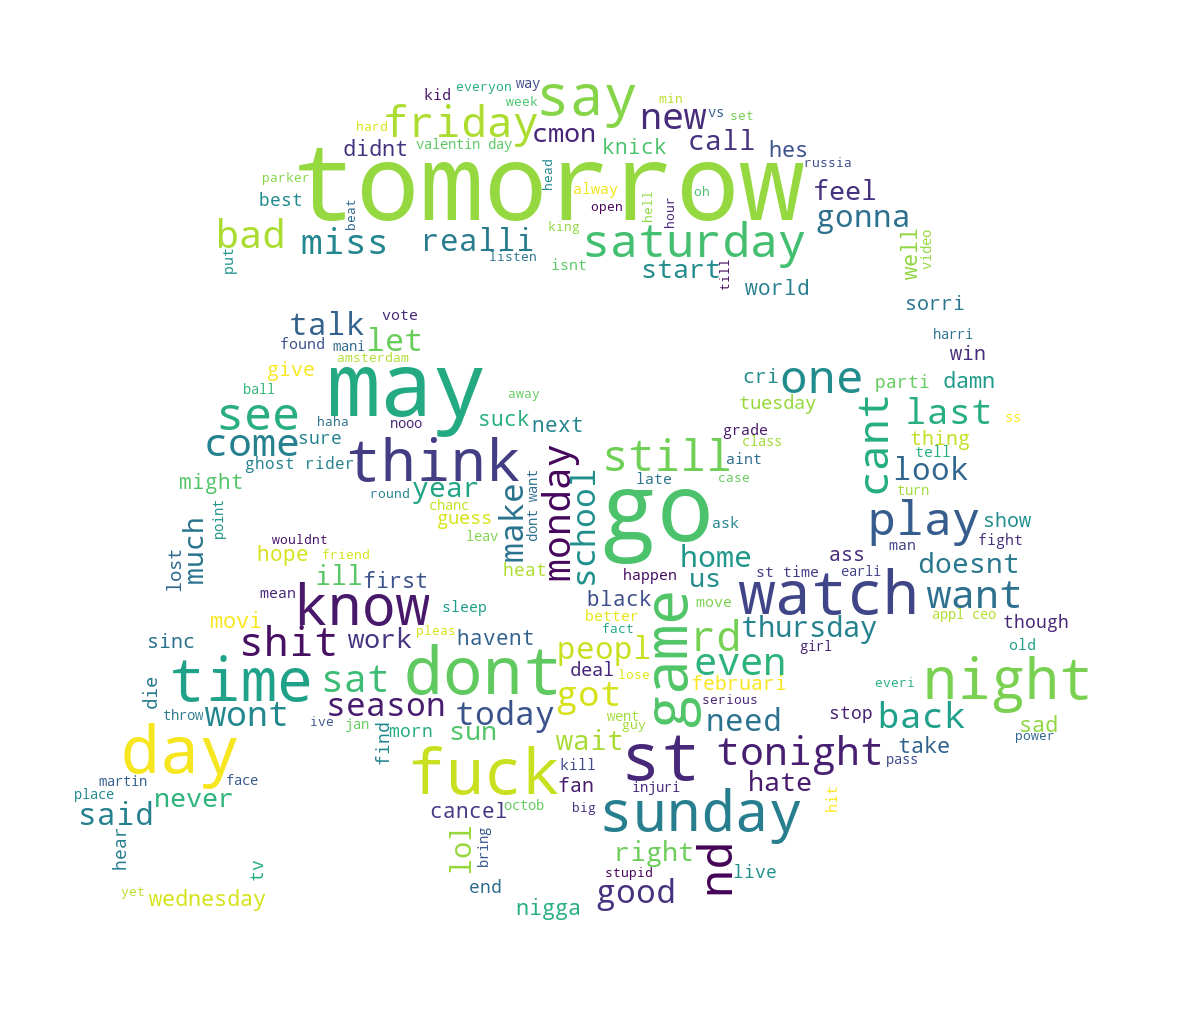 way
everyon
say
min
kid
week
friday
new
vs
set
hard
cmon
call
didnt
valentin day
knick
hes
tomorrow
russia
head
parker
alway
feel
best
hell
oh
open
hour
beat
gonna
bad
miss
realli
king
saturday
well
video
put
listen
isnt
start
till
world
sorri
talk
vote
let
found
mani
harri
win
amsterdam
give
may
cri
one
parti
damn
ball
away
tuesday
last
ss
see
haha
nooo
suck
next
cant
come
sure
grade
class
thing
think
still
aint
tell
ghost rider
monday
look
might
round
year
school
late
case
turn
dont want
make
go
chanc
point
guess
ask
play
show
much
wouldnt
leav
fight
lost
hope
friend
home
ass
man
doesnt
ill
first
heat
happen
us
st time
earli
mean
know
sleep
black
move
watch
want
movi
pleas
better
appl ceo
though
sinc
shit
work
havent
fact
game
rd
thursday
girl
old
peopl
deal
even
time
sat
dont
lose
februari
everi
night
die
got
serious
throw
wont
ive
season
today
went
guy
need
stop
back
sad
jan
morn
sun
find
power
day
wait
st
tonight
take
fuck
kill
pass
martin
face
fan
injuri
hate
place
never
hit
said
cancel
octob
big
sunday
hear
lol
bring
right
nd
tv
stupid
live
yet
wednesday
end
good
nigga